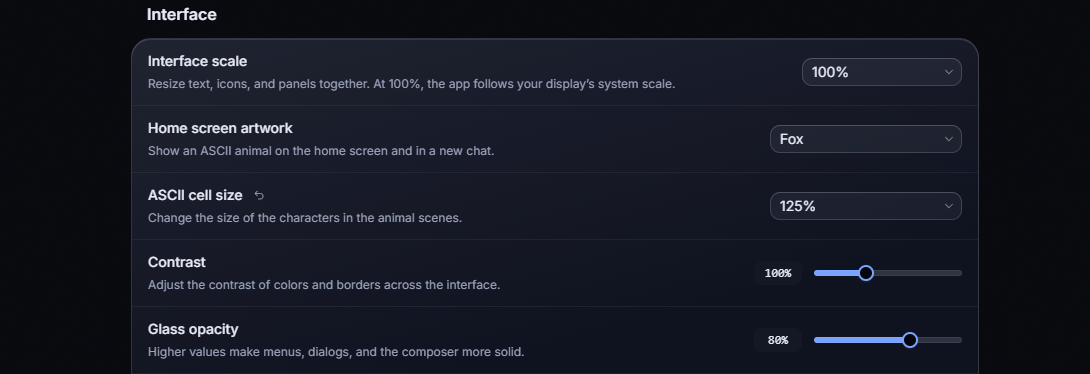 Interface
Interface scale
Resize text, icons, and panels together. At 100%, the app follows your display's system scale.
100%
Home screen artwork
Show an ASCII animal on the home screen and in a new chat.
Fox
ASCII cell size
Change the size of the characters in the animal scenes.
125%
Contrast
Adjust the contrast of colors and borders across the interface.
100%
Glass opacity
Higher values make menus, dialogs, and the composer more solid.
80%